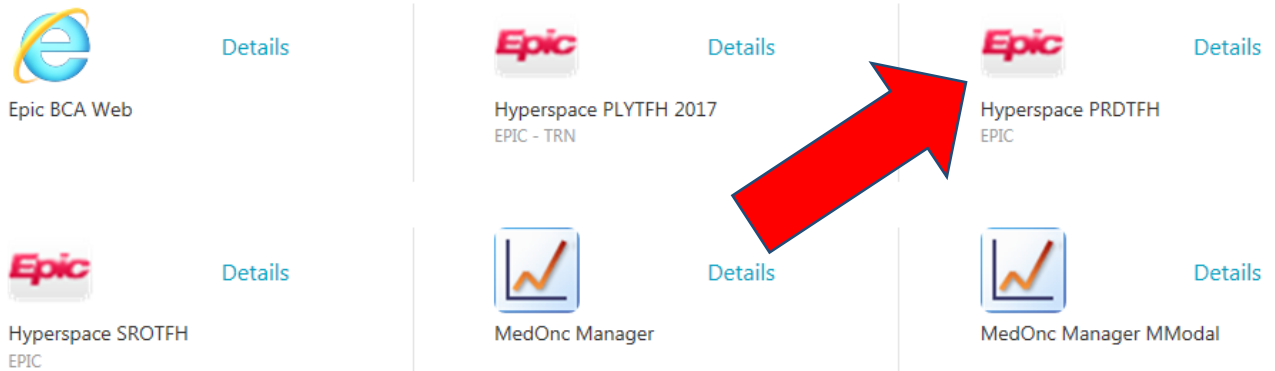 Details
Epic BCA Web
Epic
Details
Hyperspace PLYTFH 2017
EPIC - TRN
Epic
Details
Hyperspace PRDTFH
EPIC
Epic
Details
Hyperspace SROTFH
EPIC
Details
MedOnc Manager
Details
MedOnc Manager MModal